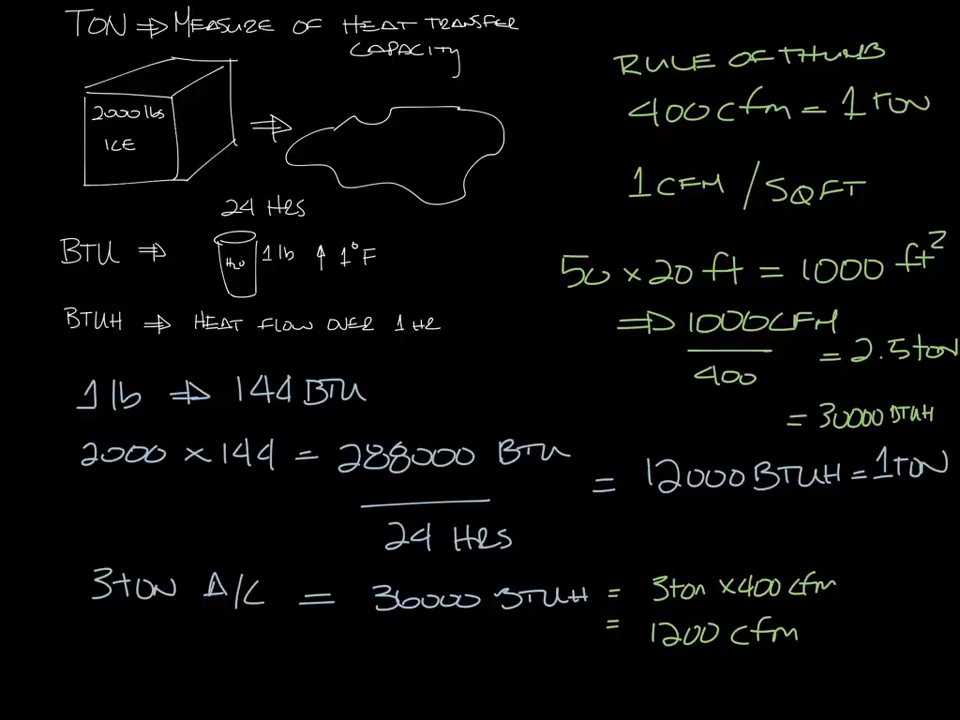 TON ⇒ MEASURE OF HEAT TRANSFER
CAPACITY
2000 lbs
ICE
⇒
24 HRS
BTU ⇒
H₂O
1 lb ↑ 1°F
BTUH ⇒ HEAT FLOW OVER 1 HR
1 lb ⇒ 144 BTU
2000 × 144 = 288000 BTU
24 HRS
= 12000 BTUH = 1 TON
3 ton A/C = 36000 BTUH
= 3 ton × 400 cfm
= 1200 cfm
RULE OF THUMB
400 cfm = 1 TON
1 CFM / SQFT
50 × 20 ft = 1000 ft²
⇒ 1000 CFM
400
= 2.5 ton
= 30000 BTUH